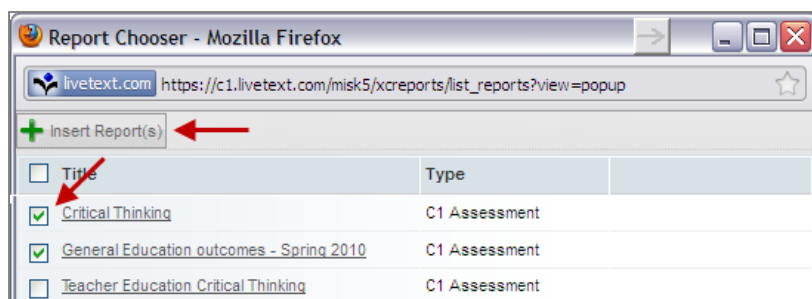 Report Chooser - Mozilla Firefox
livetext.com https://c1.livetext.com/misk5/xcreports/list_reports?view=popup
Insert Report(s)
Title Type
Critical Thinking C1 Assessment
General Education outcomes - Spring 2010 C1 Assessment
Teacher Education Critical Thinking C1 Assessment